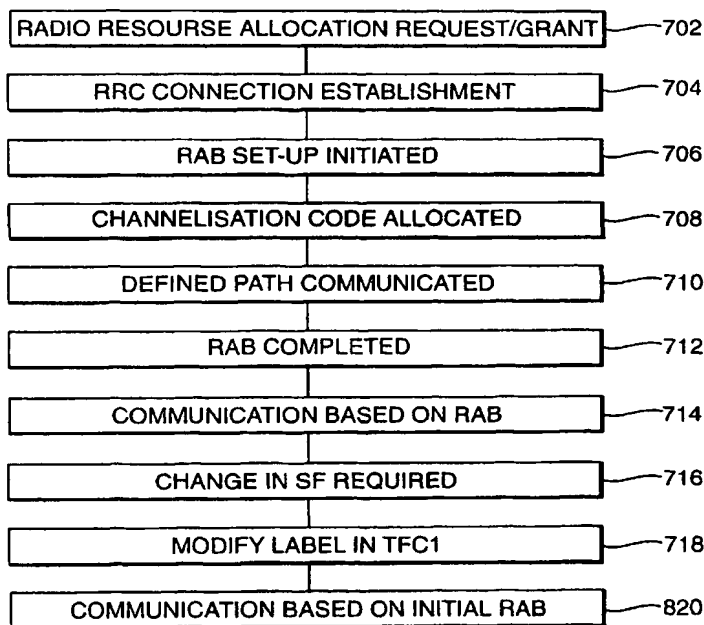 RADIO RESOURSE ALLOCATION REQUEST/GRANT 702
RRC CONNECTION ESTABLISHMENT 704
RAB SET-UP INITIATED 706
CHANNELISATION CODE ALLOCATED 708
DEFINED PATH COMMUNICATED 710
RAB COMPLETED 712
COMMUNICATION BASED ON RAB 714
CHANGE IN SF REQUIRED 716
MODIFY LABEL IN TFC1 718
COMMUNICATION BASED ON INITIAL RAB 820